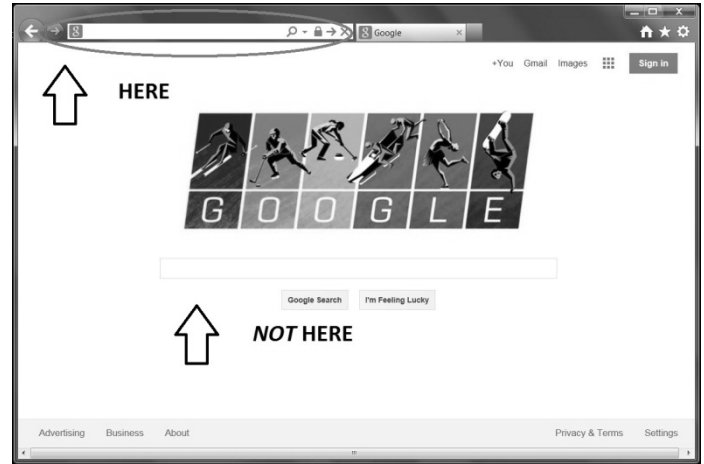 Google
+You Gmail Images Sign in
HERE
GOOGLE
Google Search I'm Feeling Lucky
NOT HERE
Advertising Business About Privacy & Terms Settings